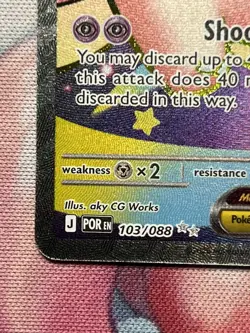 Shoo
You may discard up to
this attack does 40
discarded in this way.
weakness ×2 resistance
Illus. aky CG Works
J POR EN 103/088
Poké